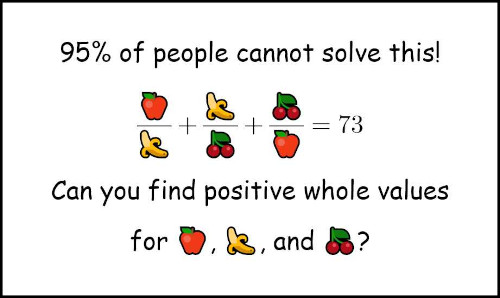 95% of people cannot solve this!
🍎/🍌 + 🍌/🍒 + 🍒/🍎 = 73
Can you find positive whole values
for 🍎, 🍌, and 🍒?